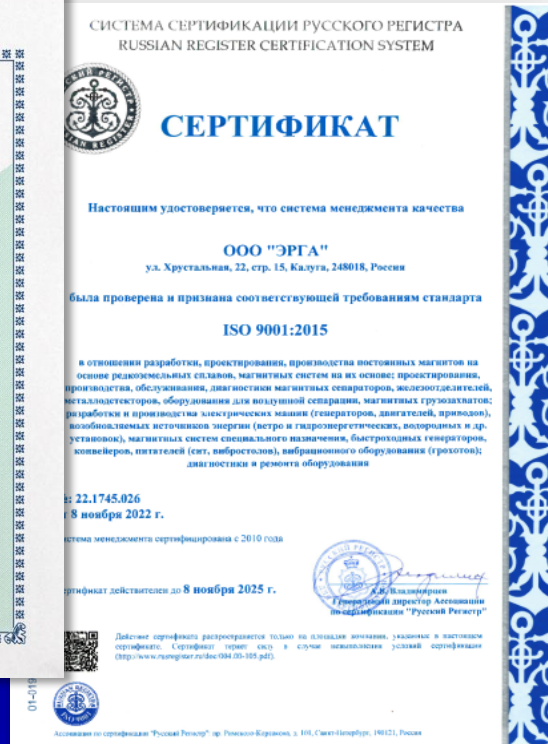 СИСТЕМА СЕРТИФИКАЦИИ РУССКОГО РЕГИСТРА
RUSSIAN REGISTER CERTIFICATION SYSTEM
СЕРТИФИКАТ
Настоящим удостоверяется, что система менеджмента качества
ООО "ЭРГА"
ул. Хрустальная, 22, стр. 15, Калуга, 248018, Россия
была проверена и признана соответствующей требованиям стандарта
ISO 9001:2015
в отношении разработки, проектирования, производства постоянных магнитов на
основе редкоземельных сплавов, магнитных систем на их основе; проектирования,
производства, обслуживания, диагностики магнитных сепараторов, железоотделителей,
металлодетекторов, оборудования для воздушной сепарации, магнитных грузозахватов;
разработки и производства электрических машин (генераторов, двигателей, приводов),
возобновляемых источников энергии (ветро и гидроэнергетических, водородных и др.
установок), магнитных систем специального назначения, быстроходных генераторов,
конвейеров, питателей (сит, вибростолов), вибрационного оборудования (грохотов);
диагностики и ремонта оборудования
: 22.1745.026
8 ноября 2022 г.
истема менеджмента сертифицирована с 2010 года
ертификат действителен до 8 ноября 2025 г.
А.В. Владимирцев
Генеральный директор Ассоциации
по сертификации "Русский Регистр"
Действие сертификата распространяется только на площадки компании, указанные в настоящем
сертификате. Сертификат теряет силу в случае невыполнения условий сертификации
(http://www.rusregister.ru/doc/004.00-105.pdf).
01-019
ISO 9001
Ассоциация по сертификации "Русский Регистр": пр. Римского-Корсакова, д. 101, Санкт-Петербург, 190121, Россия